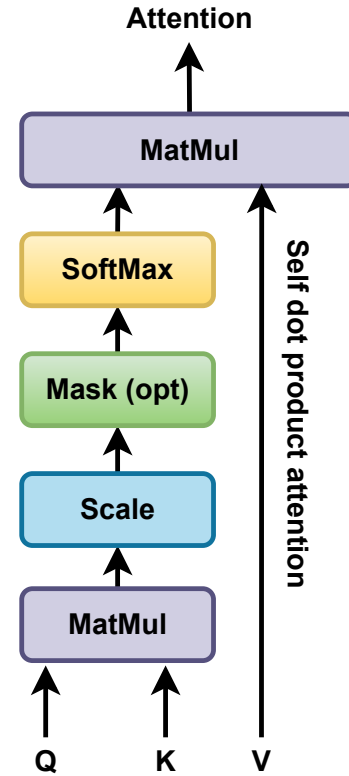 Attention
MatMul
SoftMax
Mask (opt)
Scale
MatMul
Q
K
V
Self dot product attention